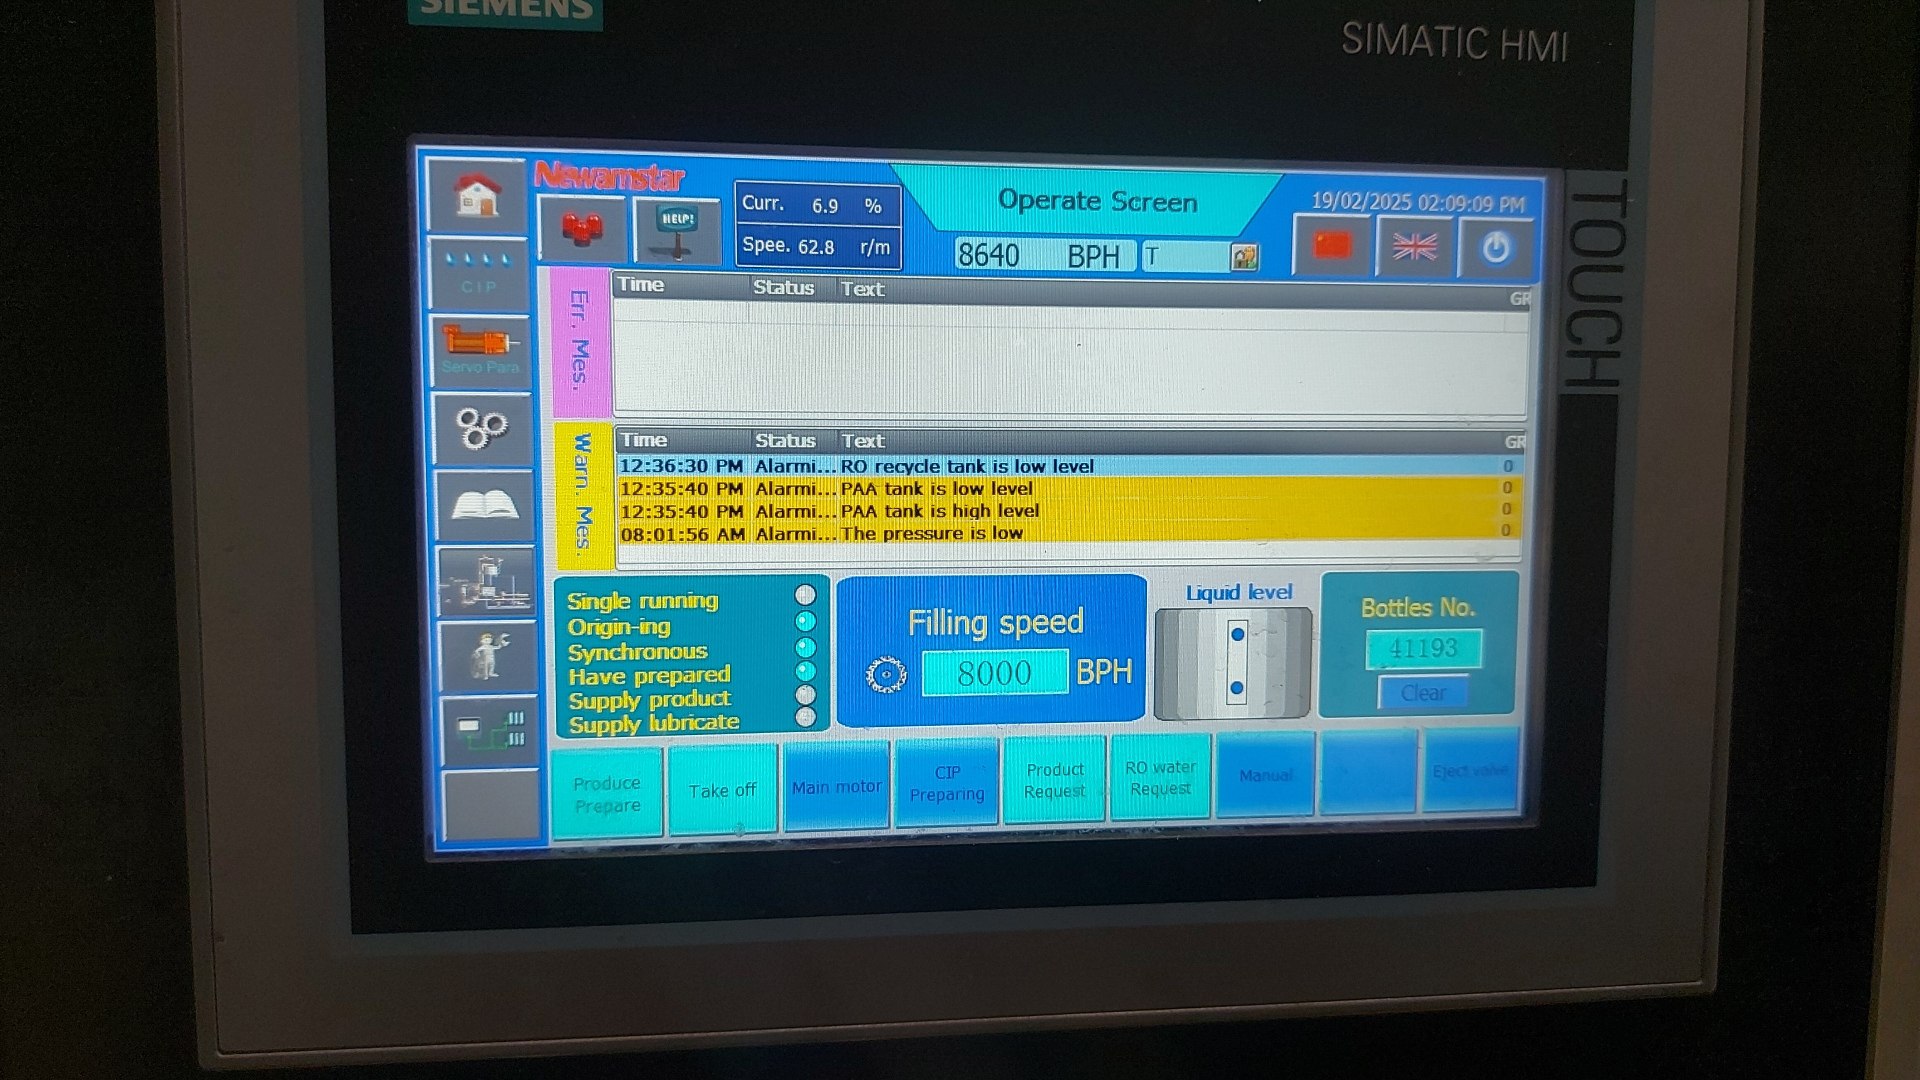 SIEMENS
SIMATIC HMI
TOUCH
Newamstar
HELP!
Curr. 6.9 %
Spee. 62.8 r/m
Operate Screen
8640 BPH T
19/02/2025 02:09:09 PM
CIP
Servo Para.
Err. Mes.
Time Status Text GR
Warn. Mes.
Time Status Text GR
12:36:30 PM Alarmi... RO recycle tank is low level 0
12:35:40 PM Alarmi... PAA tank is low level 0
12:35:40 PM Alarmi... PAA tank is high level 0
08:01:56 AM Alarmi... The pressure is low 0
Single running
Origin-ing
Synchronous
Have prepared
Supply product
Supply lubricate
Filling speed
8000 BPH
Liquid level
Bottles No.
41193
Clear
Produce Prepare
Take off
Main motor
CIP Preparing
Product Request
RO water Request
Manual
Eject valve